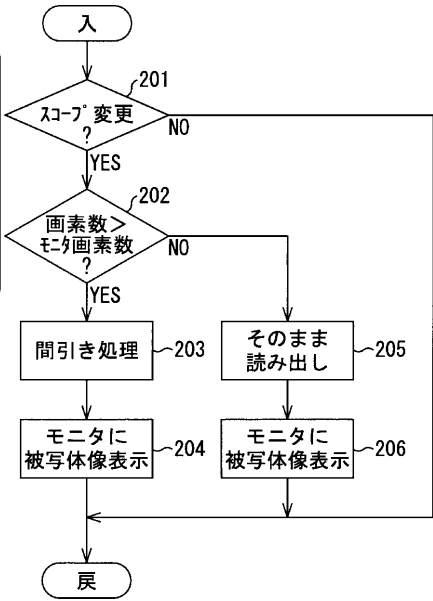 入
201
スコープ変更
?
NO
YES
202
画素数>
モニタ画素数
?
NO
YES
間引き処理
203
そのまま
読み出し
205
モニタに
被写体像表示
204
モニタに
被写体像表示
206
戻